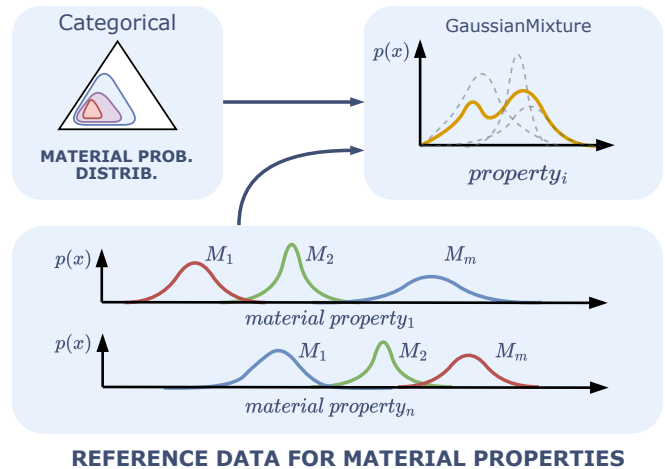 Categorical
MATERIAL PROB.
DISTRIB.
GaussianMixture
p(x)
property_i
p(x)
M_1
M_2
M_m
material property_1
p(x)
M_1
M_2
M_m
material property_n
REFERENCE DATA FOR MATERIAL PROPERTIES